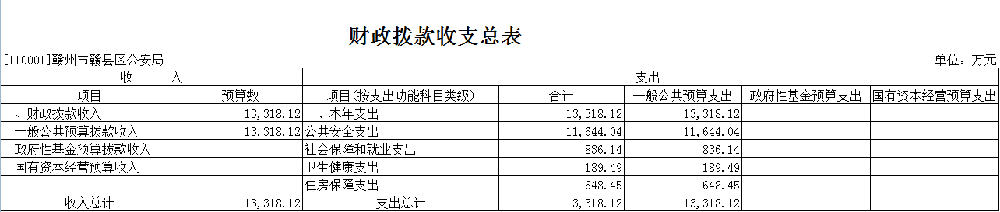 财政拨款收支总表
[110001]赣州市赣县区公安局 单位：万元
收 入 支出
项目 预算数 项目(按支出功能科目类级) 合计 一般公共预算支出 政府性基金预算支出 国有资本经营预算支出
一、财政拨款收入 13,318.12 一、本年支出 13,318.12 13,318.12
一般公共预算拨款收入 13,318.12 公共安全支出 11,644.04 11,644.04
政府性基金预算拨款收入 社会保障和就业支出 836.14 836.14
国有资本经营预算收入 卫生健康支出 189.49 189.49
住房保障支出 648.45 648.45
收入总计 13,318.12 支出总计 13,318.12 13,318.12